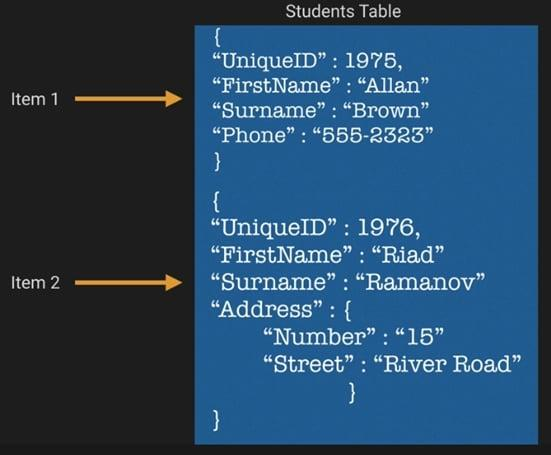 Students Table
Item 1
{
“UniqueID” : 1975,
“FirstName” : “Allan”
“Surname” : “Brown”
“Phone” : “555-2323”
}
Item 2
{
“UniqueID” : 1976,
“FirstName” : “Riad”
“Surname” : “Ramanov”
“Address” : {
“Number” : “15”
“Street” : “River Road”
}
}